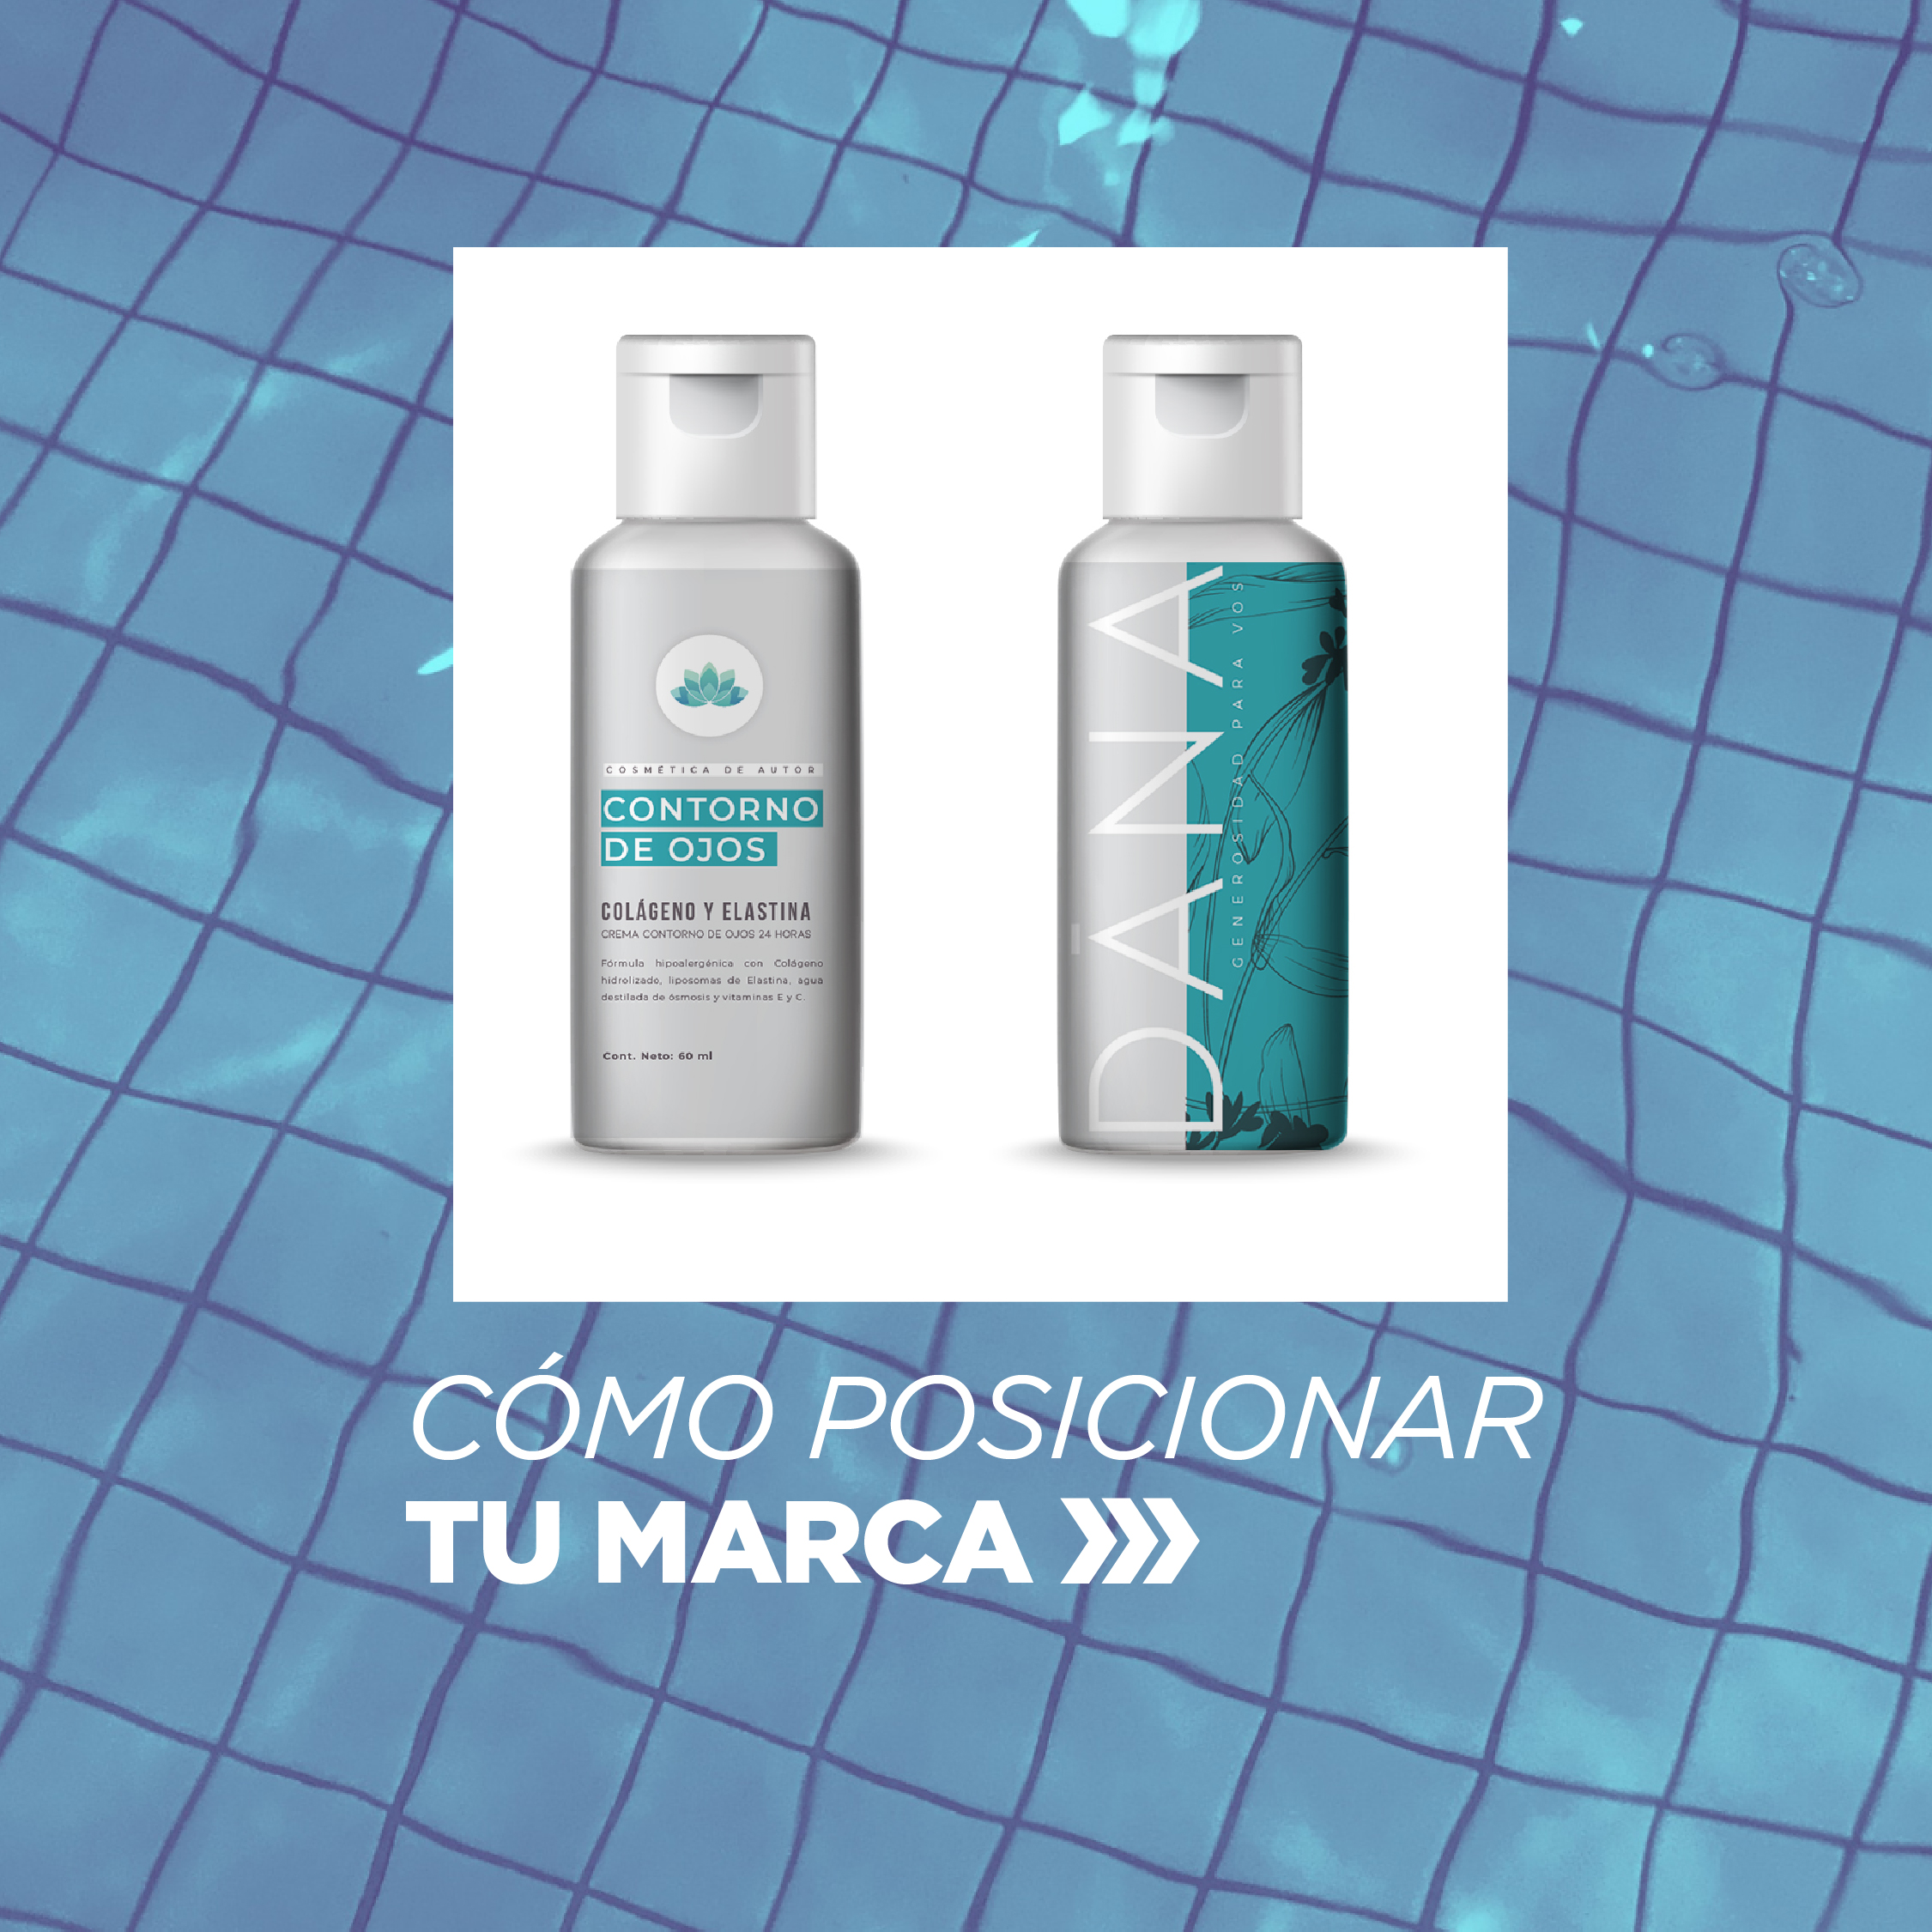 COSMÉTICA DE AUTOR
CONTORNO
DE OJOS
COLÁGENO Y ELASTINA
CREMA CONTORNO DE OJOS 24 HORAS
Fórmula hipoalergénica con Colágeno
hidrolizado, liposomas de Elastina, agua
destilada de ósmosis y vitaminas E y C.
Cont. Neto: 60 ml
DĀNA
GENEROSIDAD PARA VOS
CÓMO POSICIONAR
TU MARCA